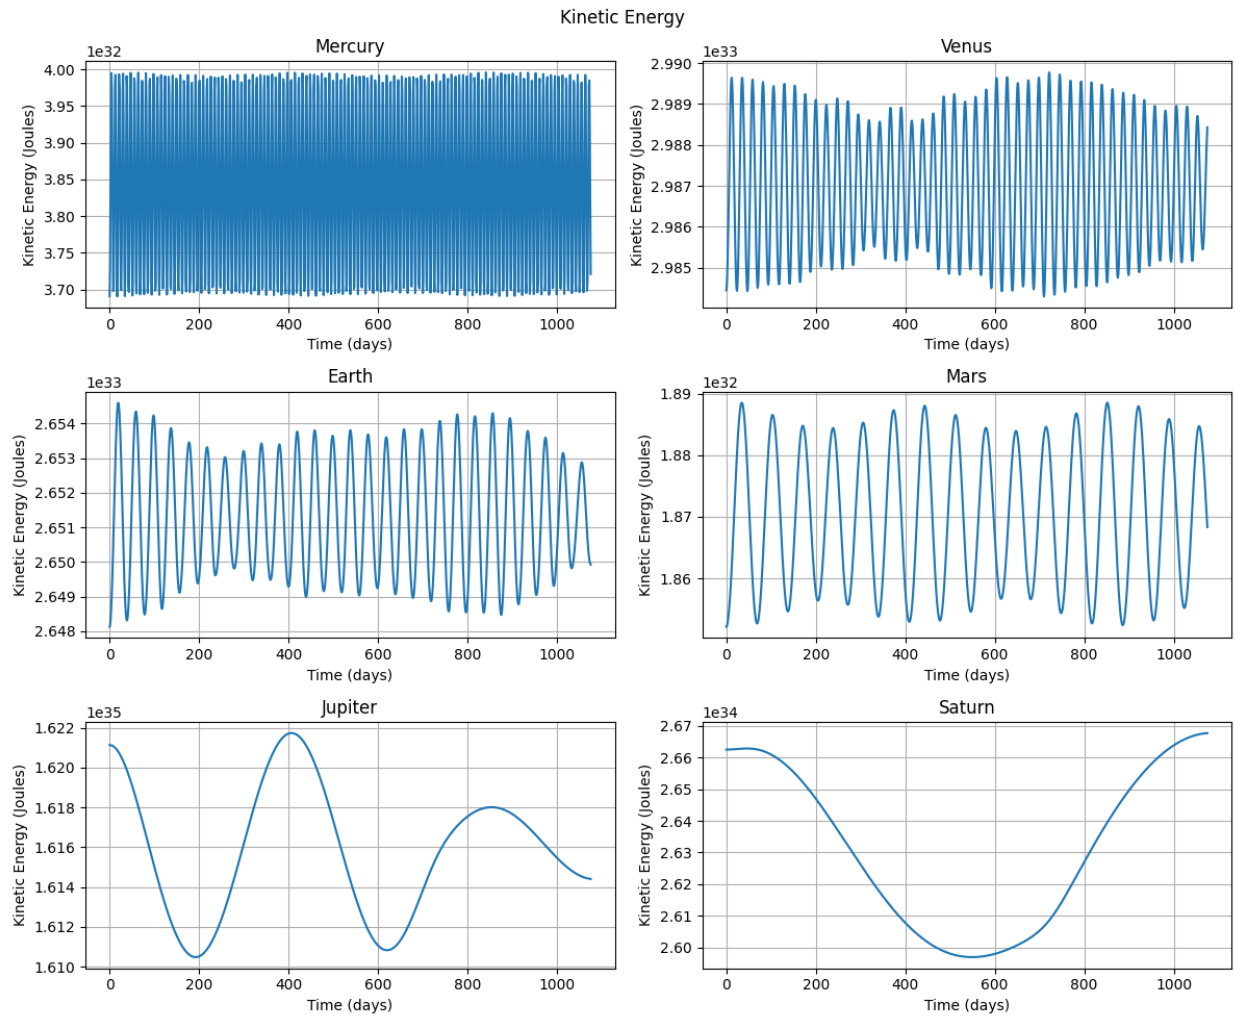 Kinetic Energy
Mercury
1e32
4.00
3.95
3.90
3.85
3.80
3.75
3.70
Kinetic Energy (Joules)
0 200 400 600 800 1000
Time (days)
Venus
1e33
2.990
2.989
2.988
2.987
2.986
2.985
Kinetic Energy (Joules)
0 200 400 600 800 1000
Time (days)
Earth
1e33
2.654
2.653
2.652
2.651
2.650
2.649
2.648
Kinetic Energy (Joules)
0 200 400 600 800 1000
Time (days)
Mars
1e32
1.89
1.88
1.87
1.86
Kinetic Energy (Joules)
0 200 400 600 800 1000
Time (days)
Jupiter
1e35
1.622
1.620
1.618
1.616
1.614
1.612
1.610
Kinetic Energy (Joules)
0 200 400 600 800 1000
Time (days)
Saturn
1e34
2.67
2.66
2.65
2.64
2.63
2.62
2.61
2.60
Kinetic Energy (Joules)
0 200 400 600 800 1000
Time (days)